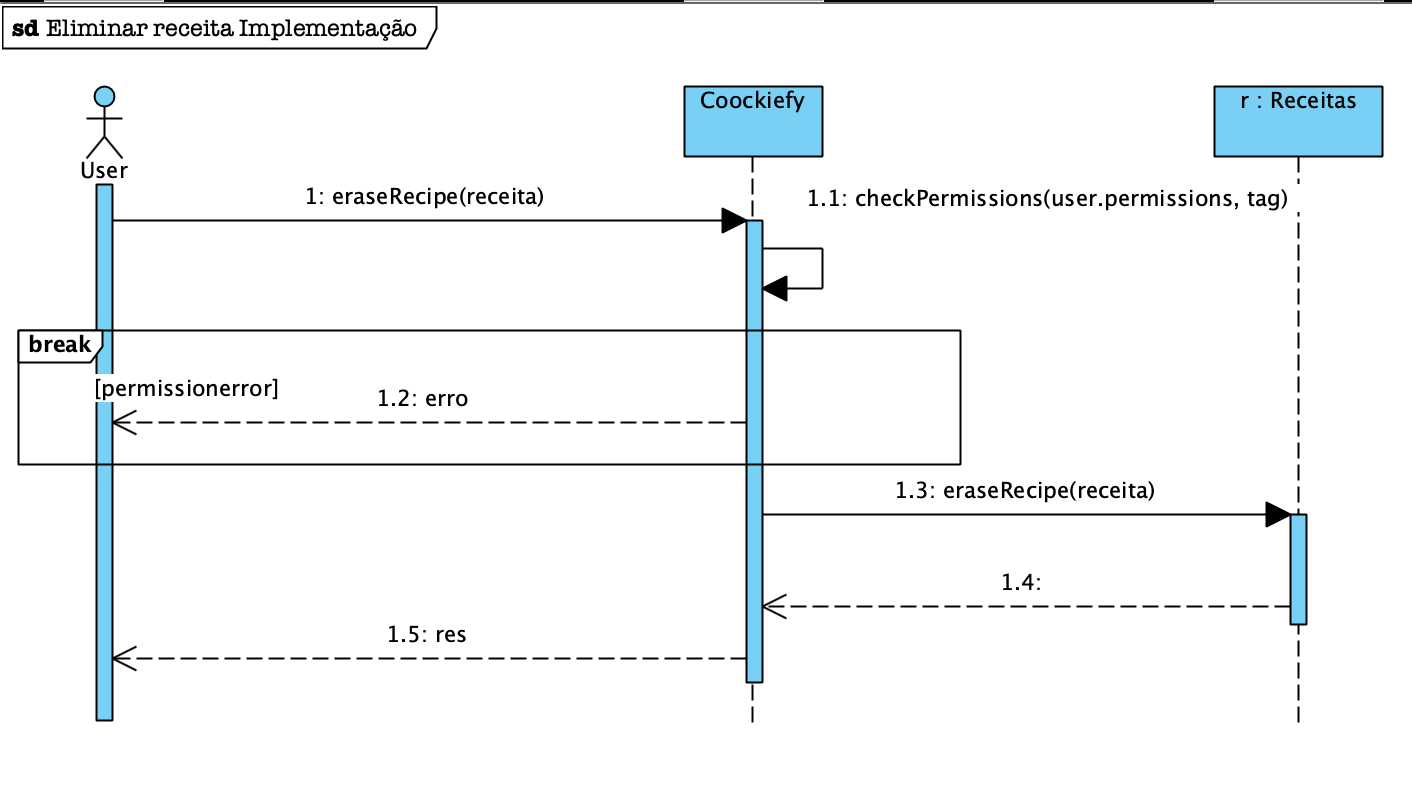 sd Eliminar receita Implementação
Coockiefy
r : Receitas
User
1: eraseRecipe(receita)
1.1: checkPermissions(user.permissions, tag)
break
[permissionerror]
1.2: erro
1.3: eraseRecipe(receita)
1.4:
1.5: res